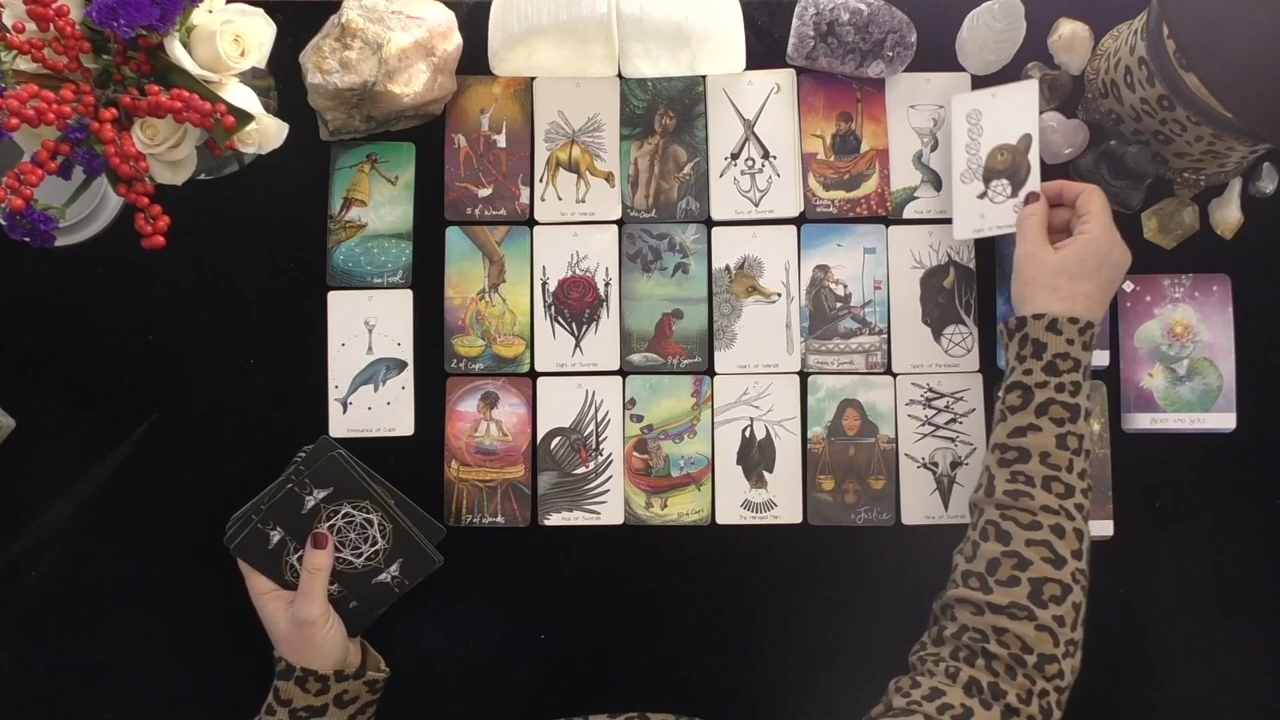 the Fool
Innocence of Cups
5 of Wands
Ten of Wands
the Devil
Two of Swords
Queen of Wands
Ace of Cups
Eight of Pentacles
2 of Cups
Eight of Swords
9 of Swords
Heart of Wands
Queen of Swords
Spirit of Pentacles
BODY AND SOUL
7 of Wands
Ace of Swords
10 of Cups
The Hanged Man
Justice
Nine of Swords